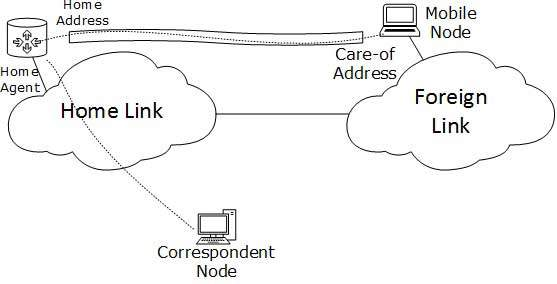 Home
Address
Mobile
Node
Care-of
Address
Home
Agent
Home Link
Foreign
Link
Correspondent
Node